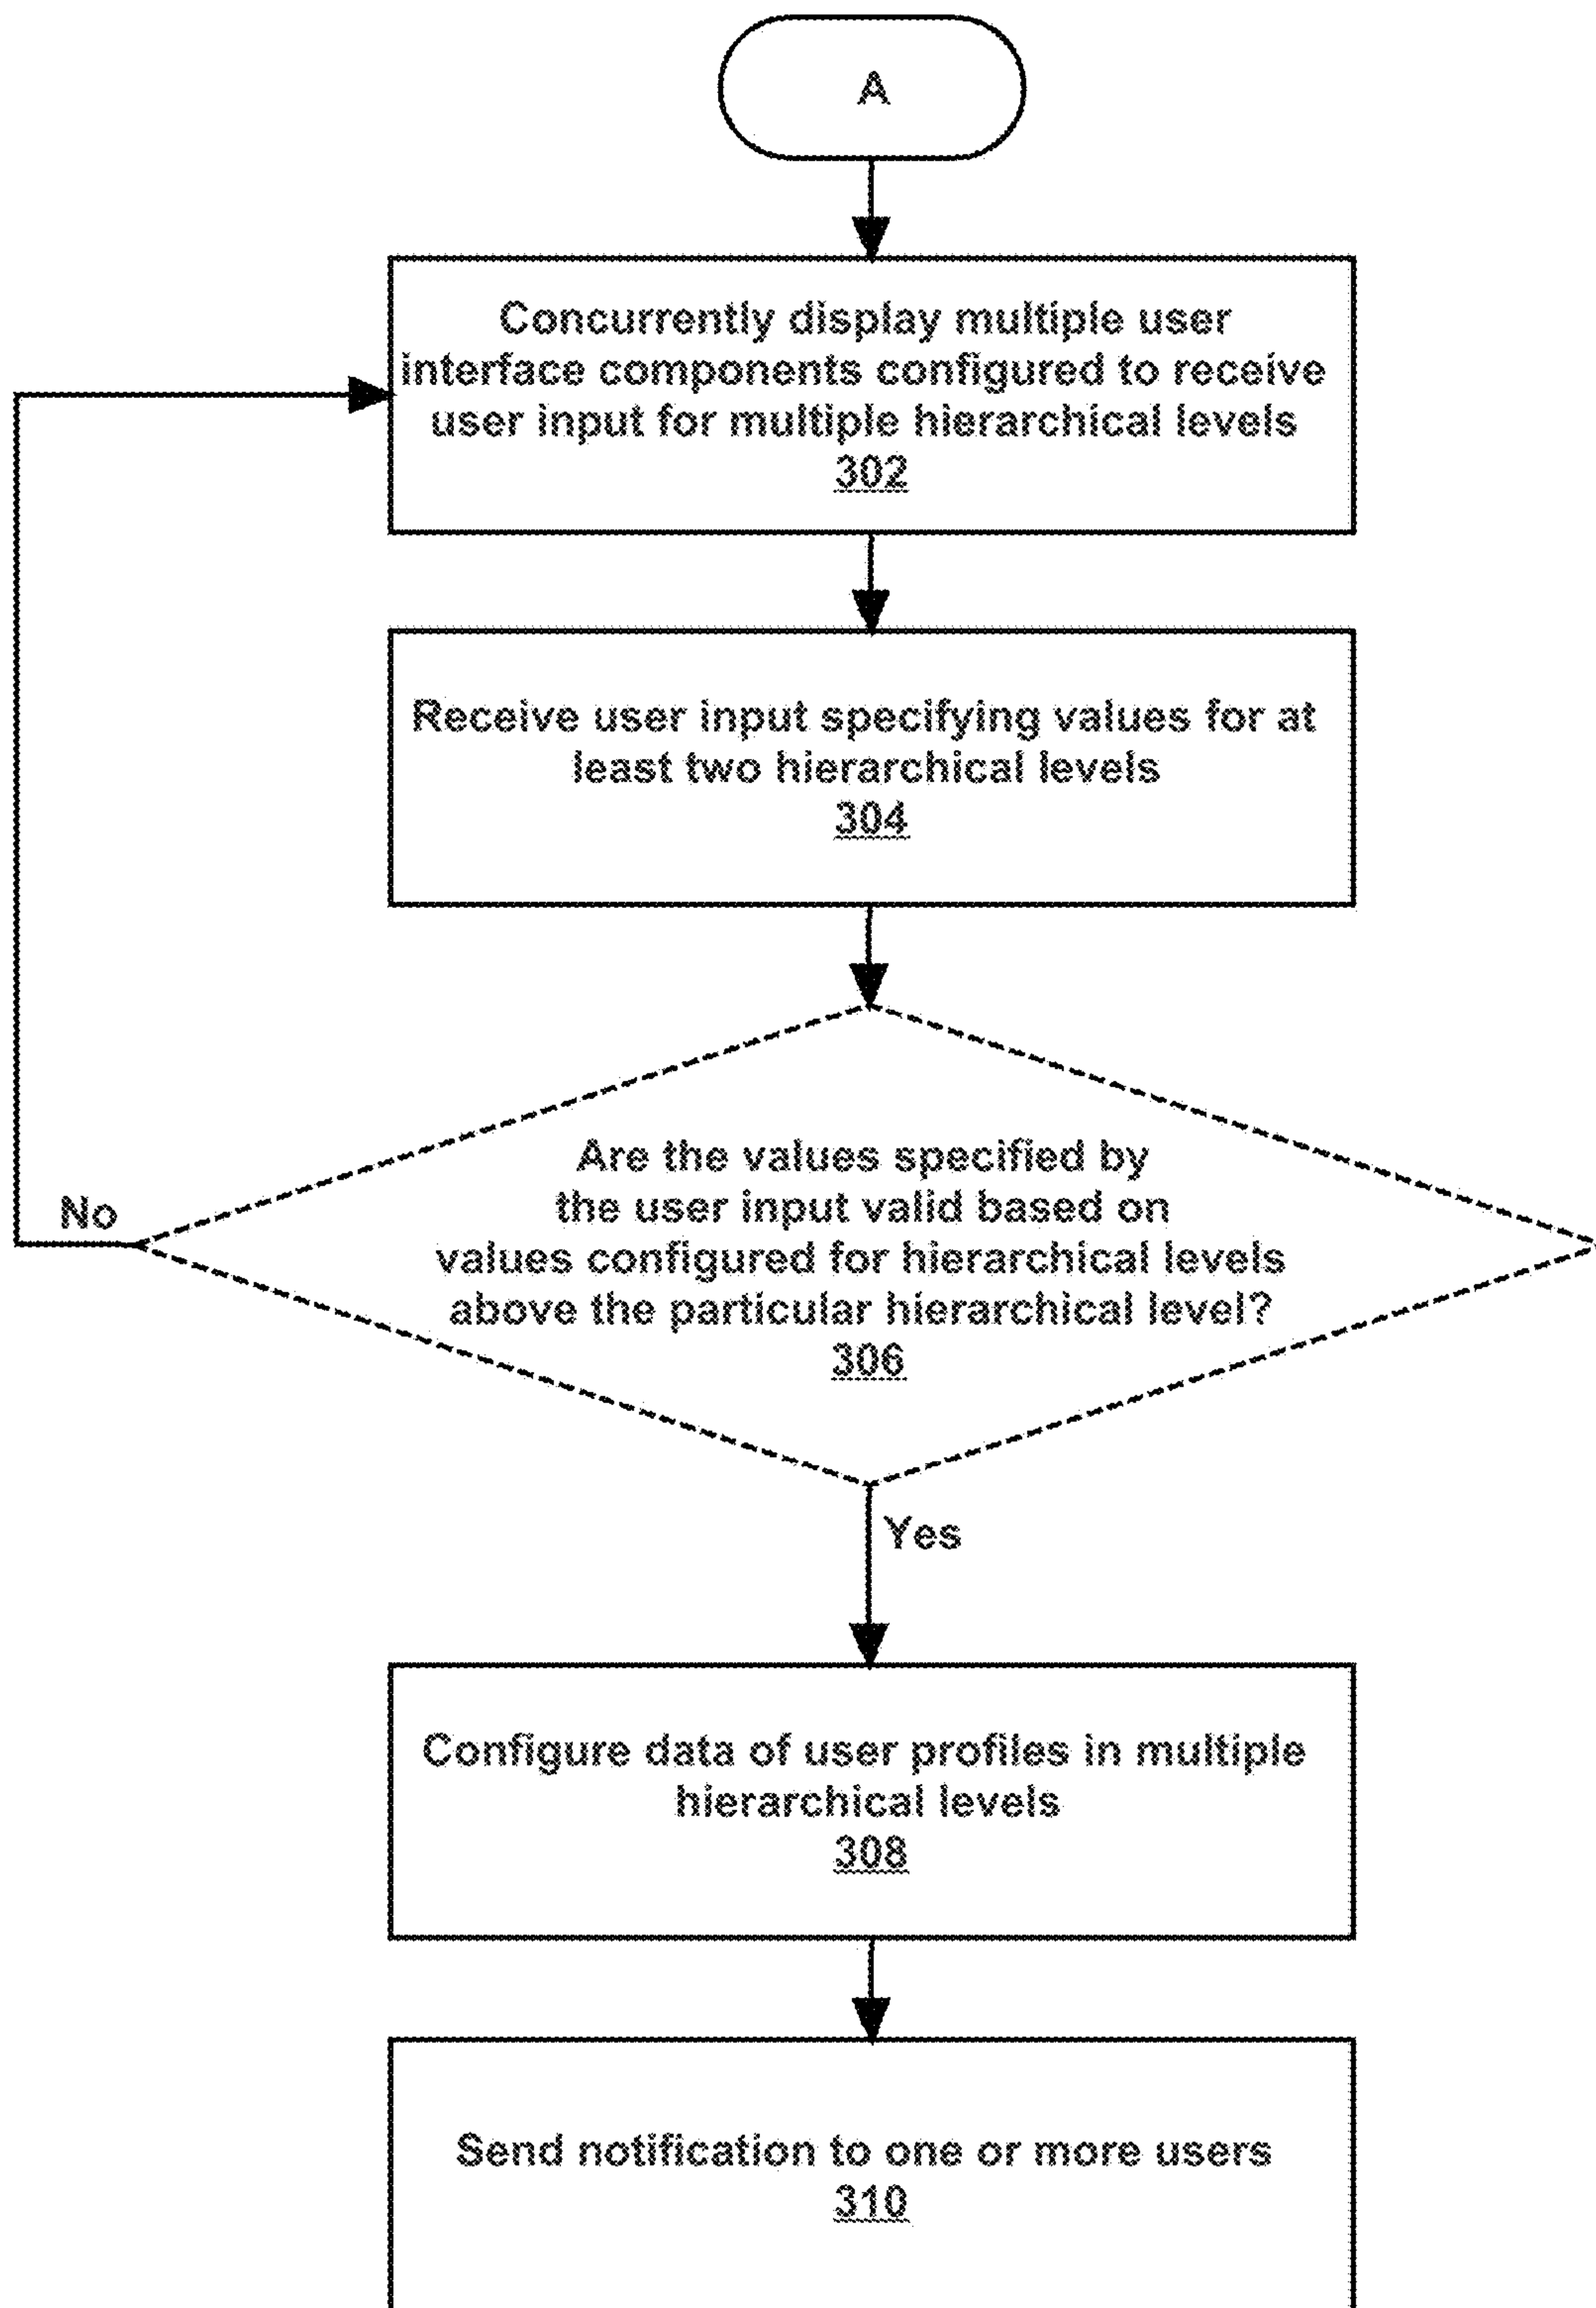 A
Concurrently display multiple user
interface components configured to receive
user input for multiple hierarchical levels
302
Receive user input specifying values for at
least two hierarchical levels
304
Are the values specified by
the user input valid based on
values configured for hierarchical levels
above the particular hierarchical level?
306
No
Yes
Configure data of user profiles in multiple
hierarchical levels
308
Send notification to one or more users
310